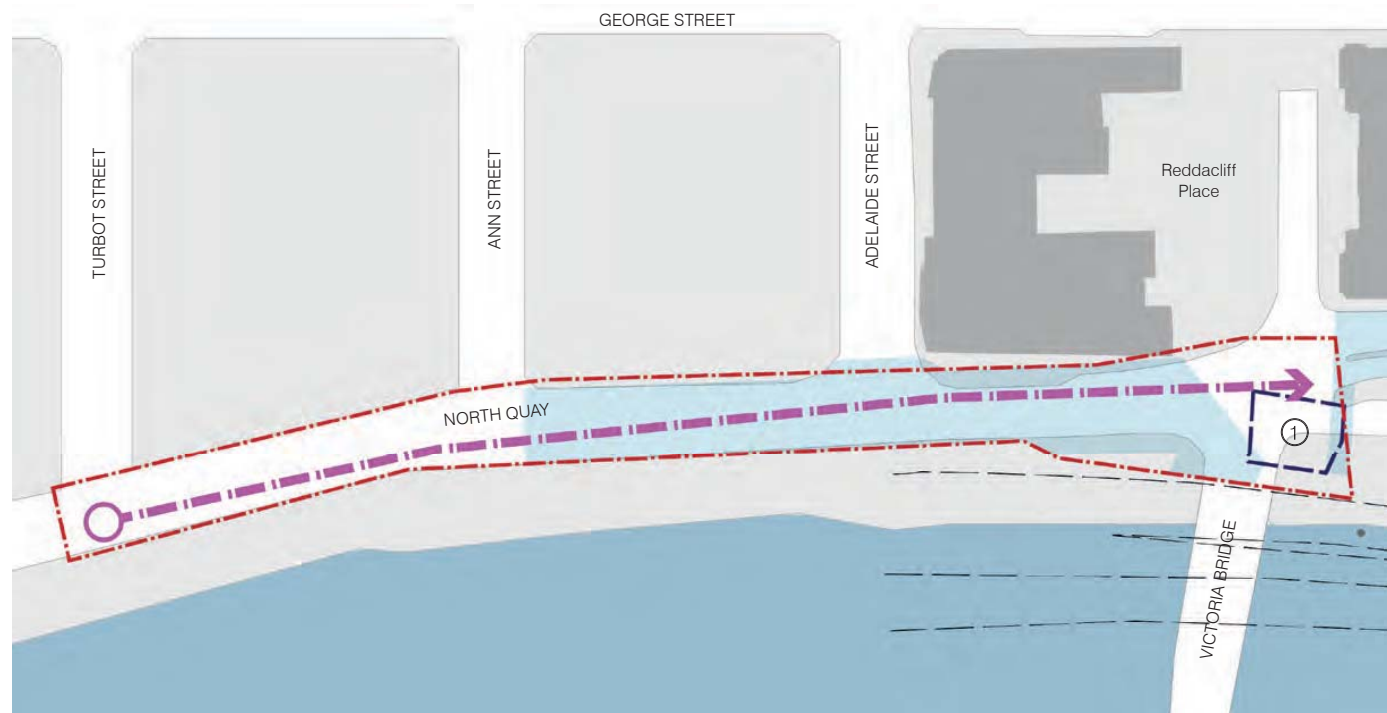 GEORGE STREET
TURBOT STREET
ANN STREET
ADELAIDE STREET
Reddacliff
Place
NORTH QUAY
1
VICTORIA BRIDGE